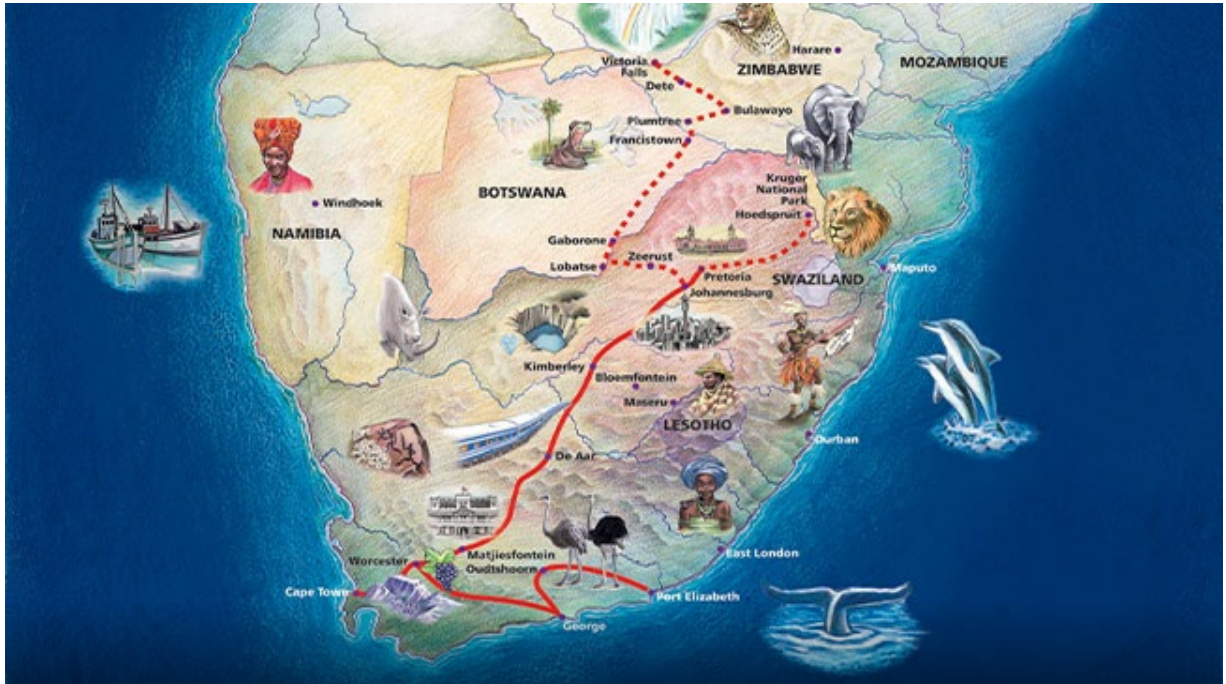 Harare
MOZAMBIQUE
Victoria
Falls
ZIMBABWE
Dete
Bulawayo
Plumtree
Francistown
Kruger
National
Park
BOTSWANA
Windhoek
Hoedspruit
NAMIBIA
Gaborone
Zeerust
Lobatse
Pretoria
SWAZILAND
Maputo
Johannesburg
Kimberley
Bloemfontein
Maseru
LESOTHO
Durban
De Aar
Matjiesfontein
East London
Worcester
Oudtshoorn
Cape Town
Port Elizabeth
George